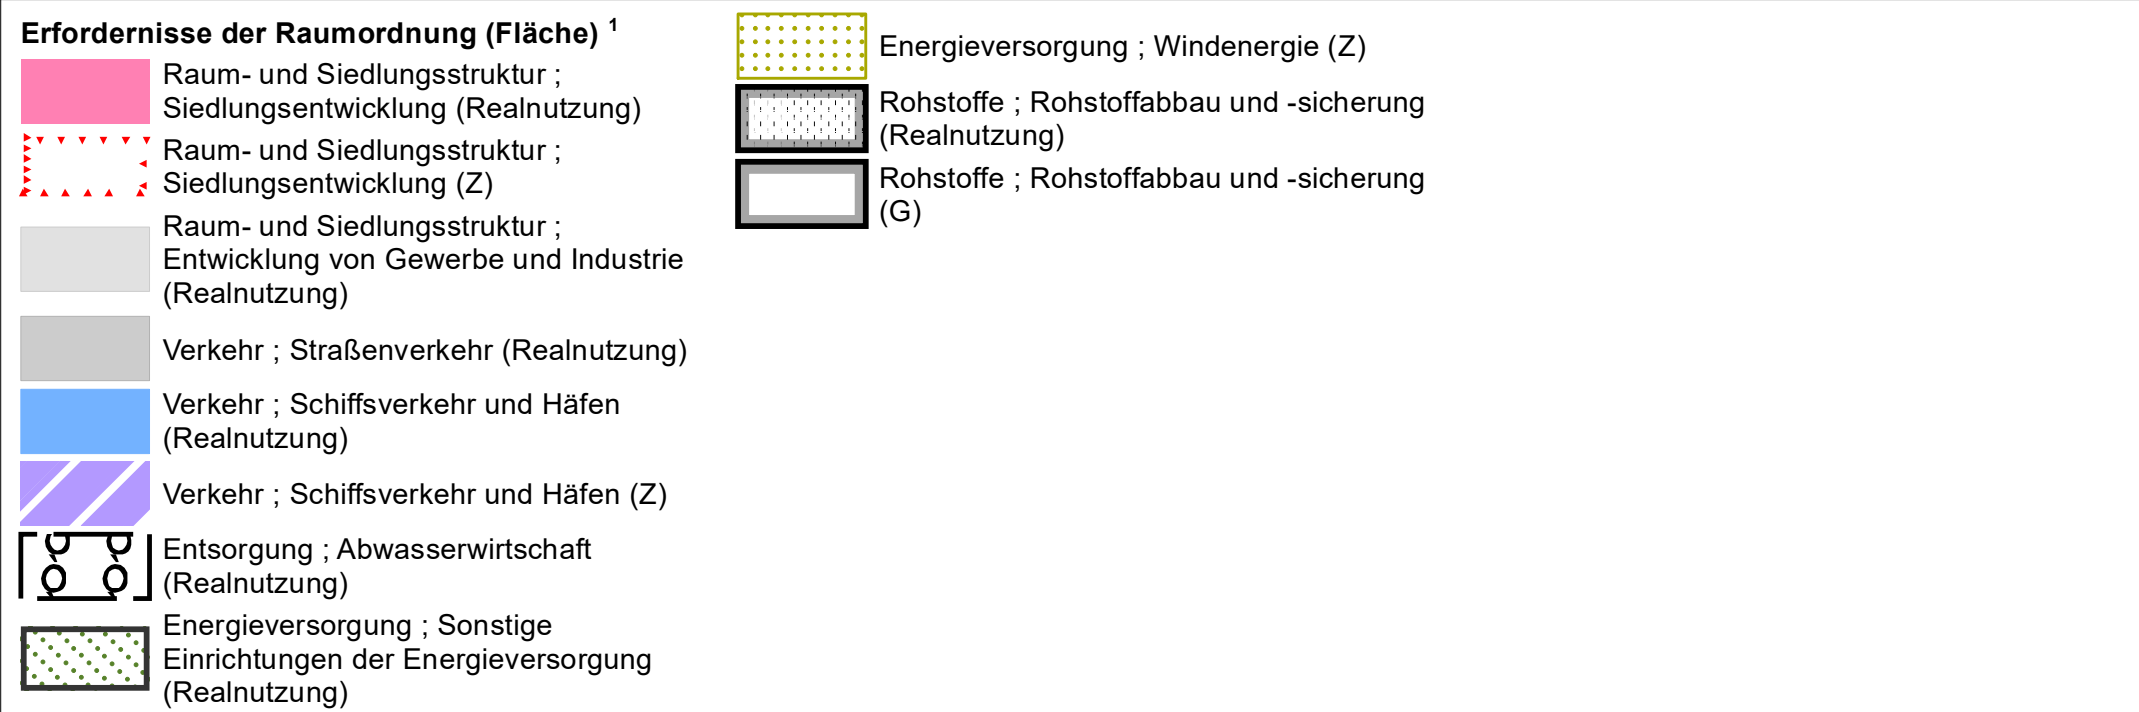 Erfordernisse der Raumordnung (Fläche) ¹
Raum- und Siedlungsstruktur ;
Siedlungsentwicklung (Realnutzung)
Raum- und Siedlungsstruktur ;
Siedlungsentwicklung (Z)
Raum- und Siedlungsstruktur ;
Entwicklung von Gewerbe und Industrie
(Realnutzung)
Verkehr ; Straßenverkehr (Realnutzung)
Verkehr ; Schiffsverkehr und Häfen
(Realnutzung)
Verkehr ; Schiffsverkehr und Häfen (Z)
Entsorgung ; Abwasserwirtschaft
(Realnutzung)
Energieversorgung ; Sonstige
Einrichtungen der Energieversorgung
(Realnutzung)
Energieversorgung ; Windenergie (Z)
Rohstoffe ; Rohstoffabbau und -sicherung
(Realnutzung)
Rohstoffe ; Rohstoffabbau und -sicherung
(G)